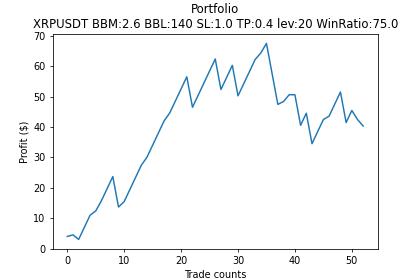 Portfolio
XRPUSDT BBM:2.6 BBL:140 SL:1.0 TP:0.4 lev:20 WinRatio:75.0
70
60
50
40
30
20
10
0
Profit ($)
0 10 20 30 40 50
Trade counts